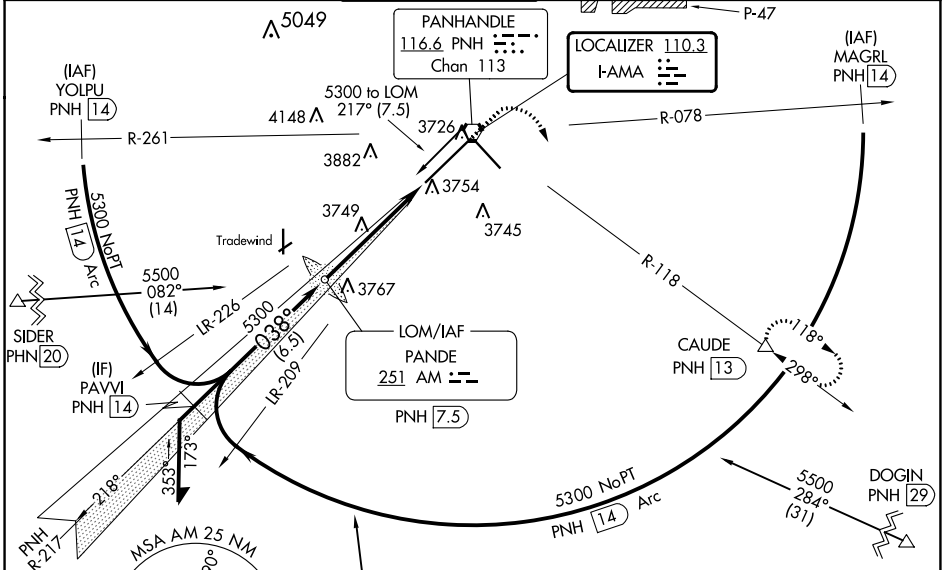 5049
PANHANDLE
116.6 PNH
Chan 113
P-47
LOCALIZER 110.3
I-AMA
(IAF)
MAGRL
PNH 14
(IAF)
YOLPU
PNH 14
5300 to LOM
217° (7.5)
4148
3726
R-078
R-261
3882
3754
5300 NoPT
PNH 14 Arc
3749
3745
Tradewind
R-118
5500
082°
(14)
SIDER
PHN 20
LR-226
5300
038°
(6.5)
3767
LR-209
LOM/IAF
PANDE
251 AM
PNH 7.5
CAUDE
PNH 13
118°
298°
(IF)
PAVVI
PNH 14
353°
173°
218°
PNH
R-217
5300 NoPT
PNH 14 Arc
5500
284°
(31)
DOGIN
PNH 29
MSA AM 25 NM